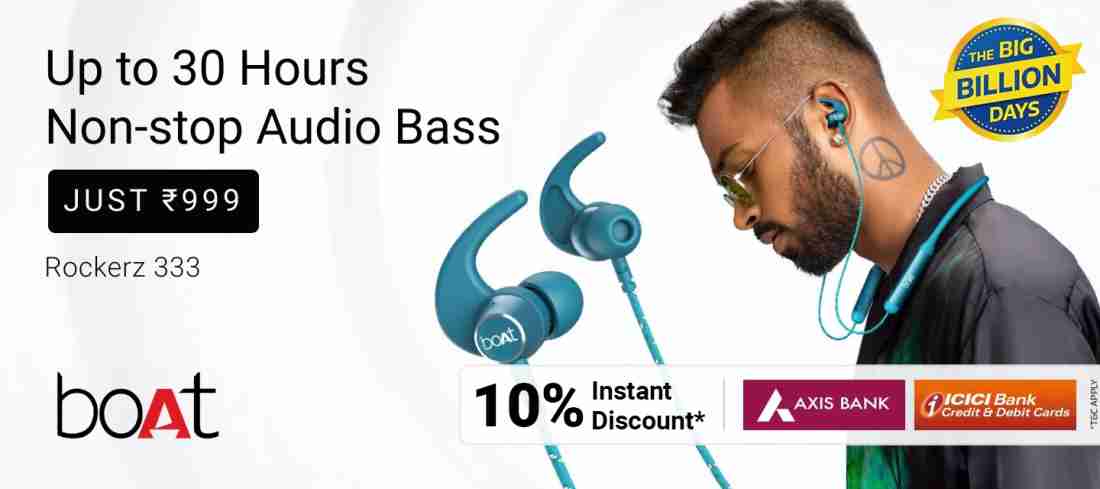 Up to 30 Hours
Non-stop Audio Bass
JUST ₹999
Rockerz 333
boAt
THE BIG
BILLION
DAYS
boAt
10% Instant
Discount*
AXIS BANK
ICICI Bank
Credit & Debit Cards
*T&C APPLY